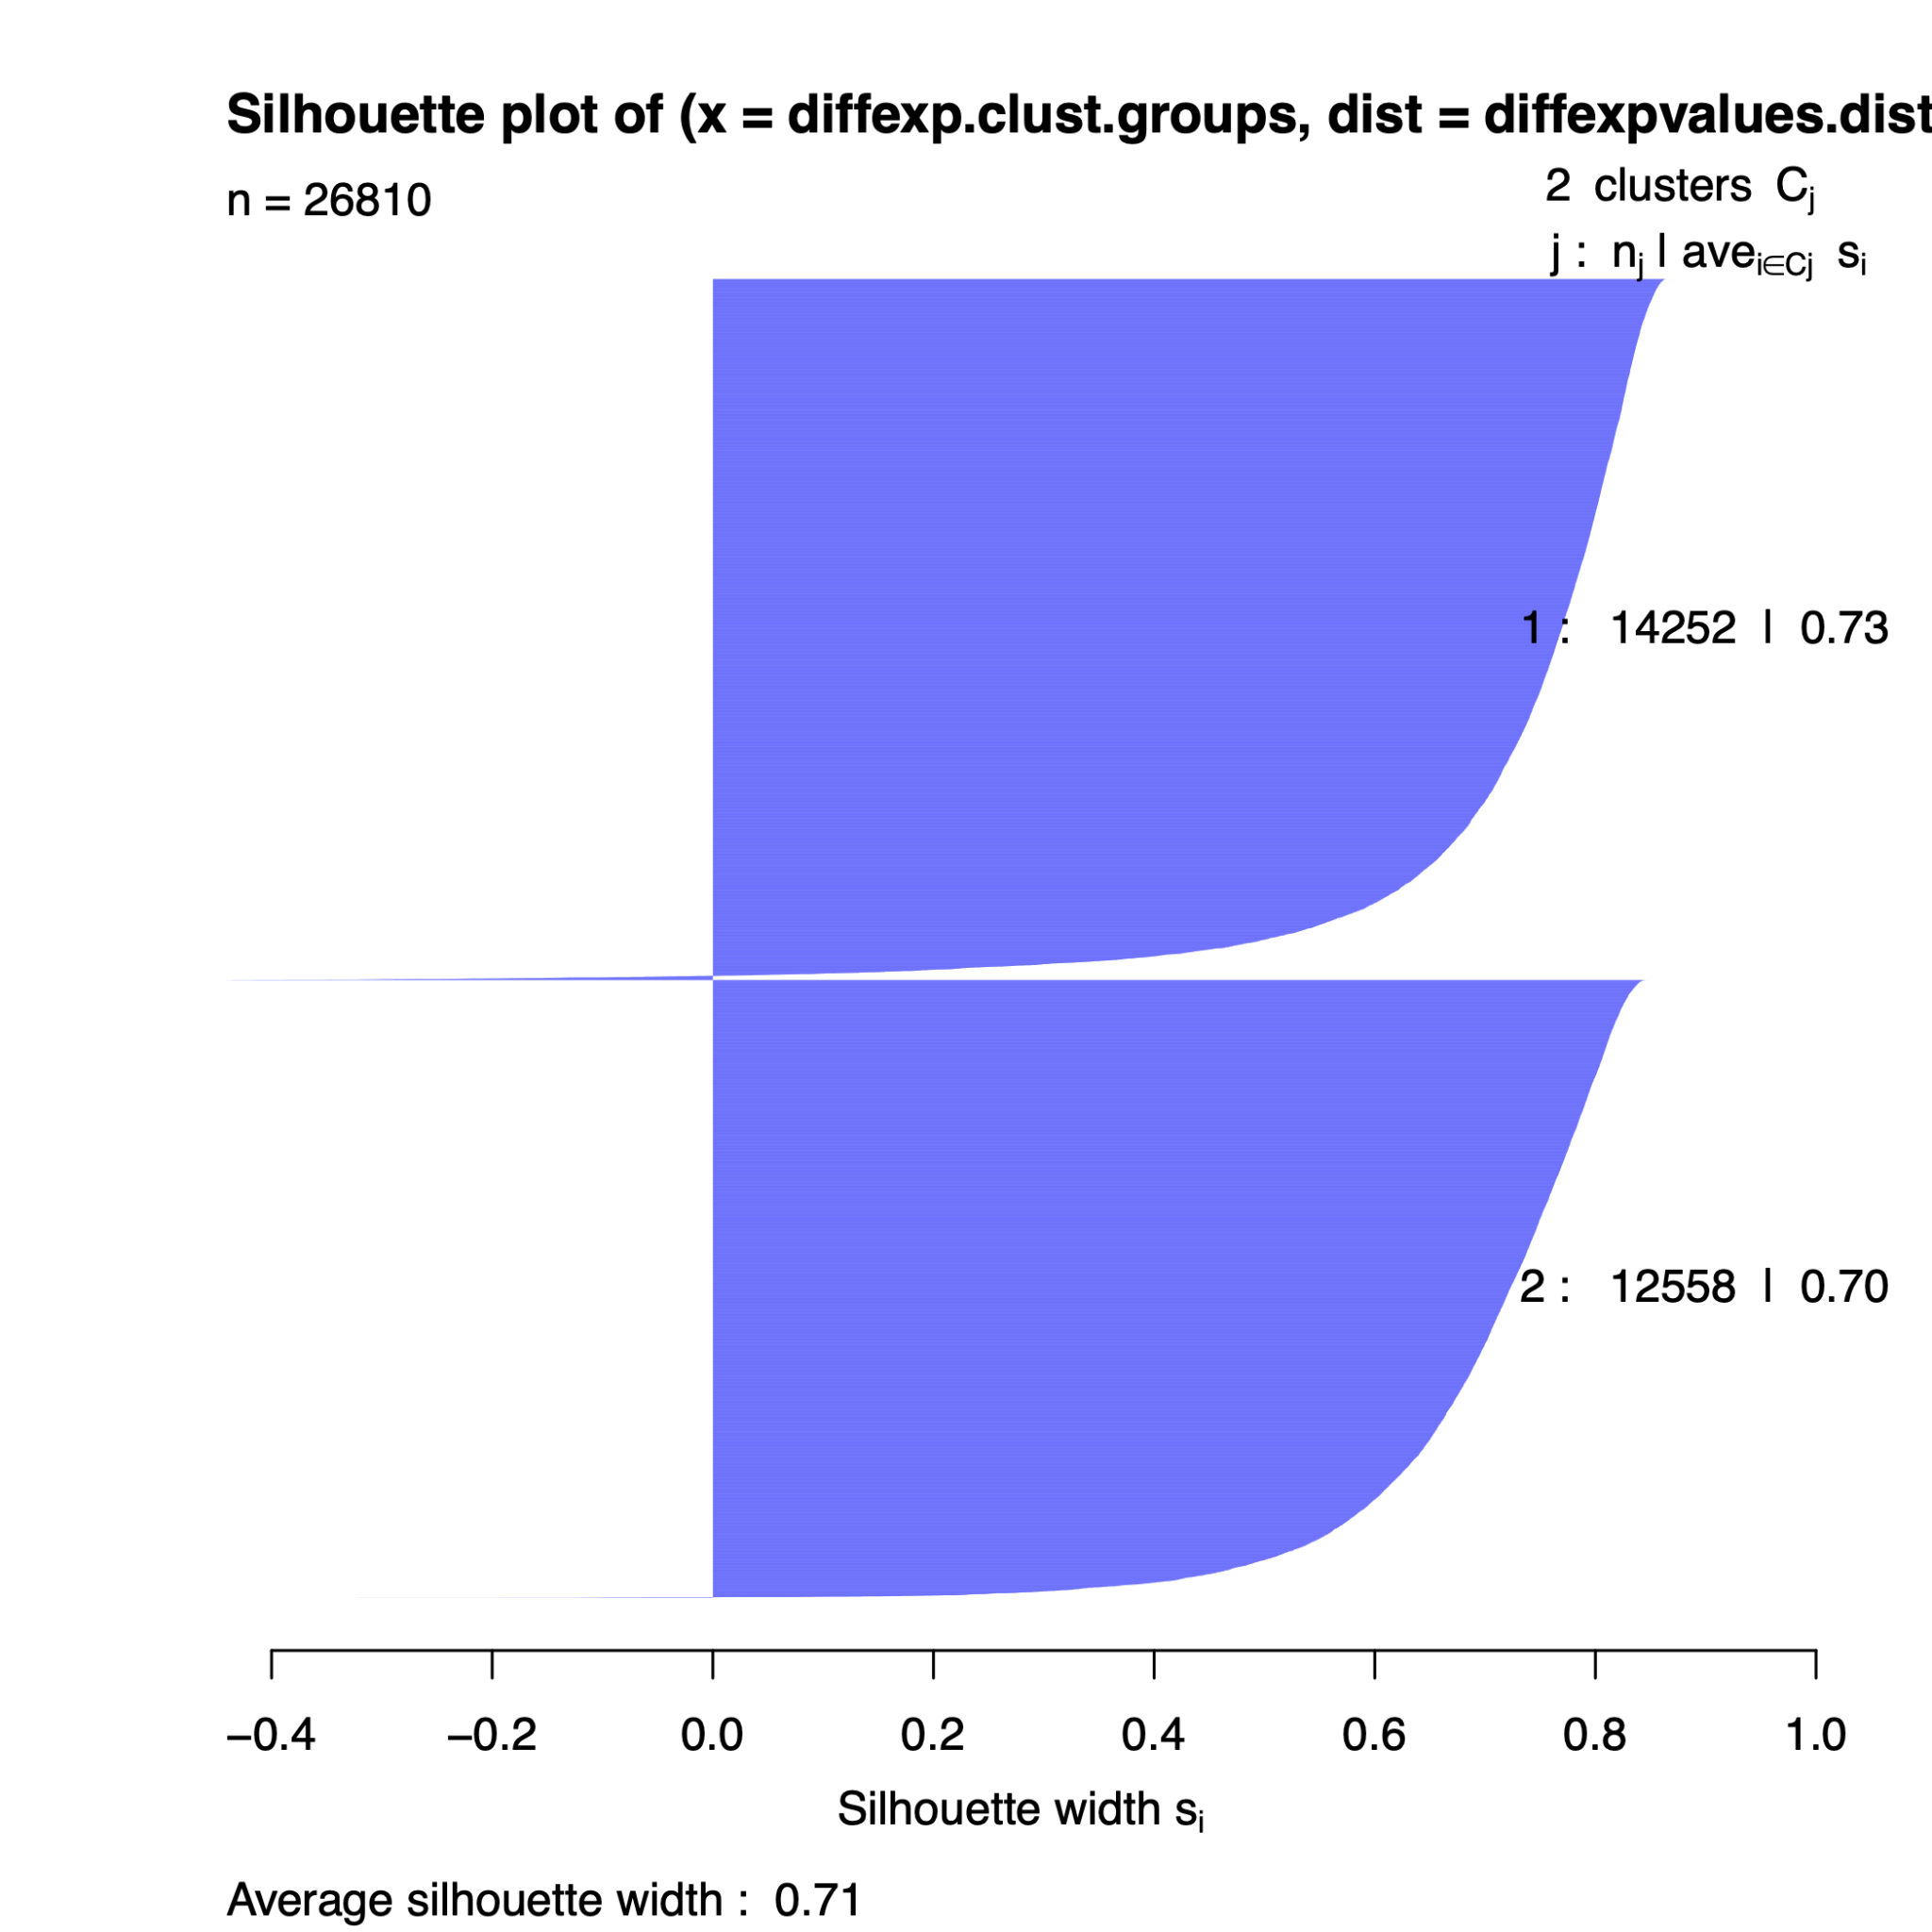 Silhouette plot of (x = diffexp.clust.groups, dist = diffexpvalues.dist
n = 26810
2 clusters Cj
j : nj | avei∈Cj si
1 : 14252 | 0.73
2 : 12558 | 0.70
−0.4 −0.2 0.0 0.2 0.4 0.6 0.8 1.0
Silhouette width si
Average silhouette width : 0.71